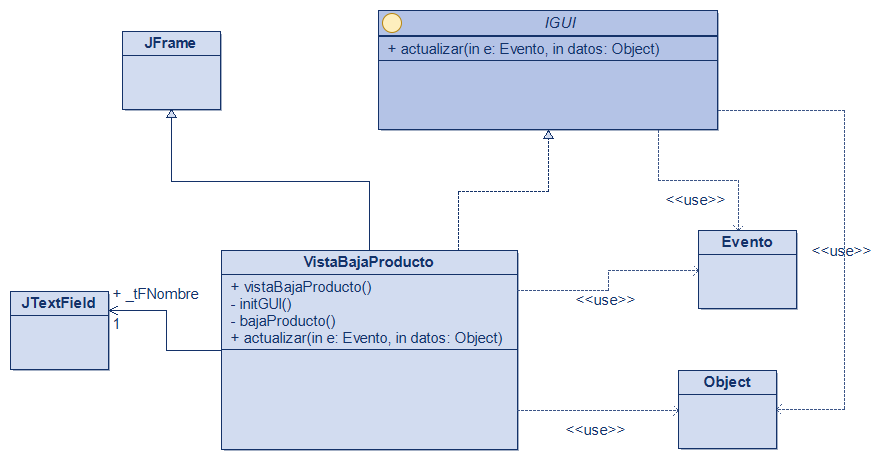 IGUI
+ actualizar(in e: Evento, in datos: Object)
JFrame
<<use>>
Evento
<<use>>
VistaBajaProducto
+ vistaBajaProducto()
- initGUI()
- bajaProducto()
+ actualizar(in e: Evento, in datos: Object)
<<use>>
JTextField
+ _tFNombre
1
Object
<<use>>